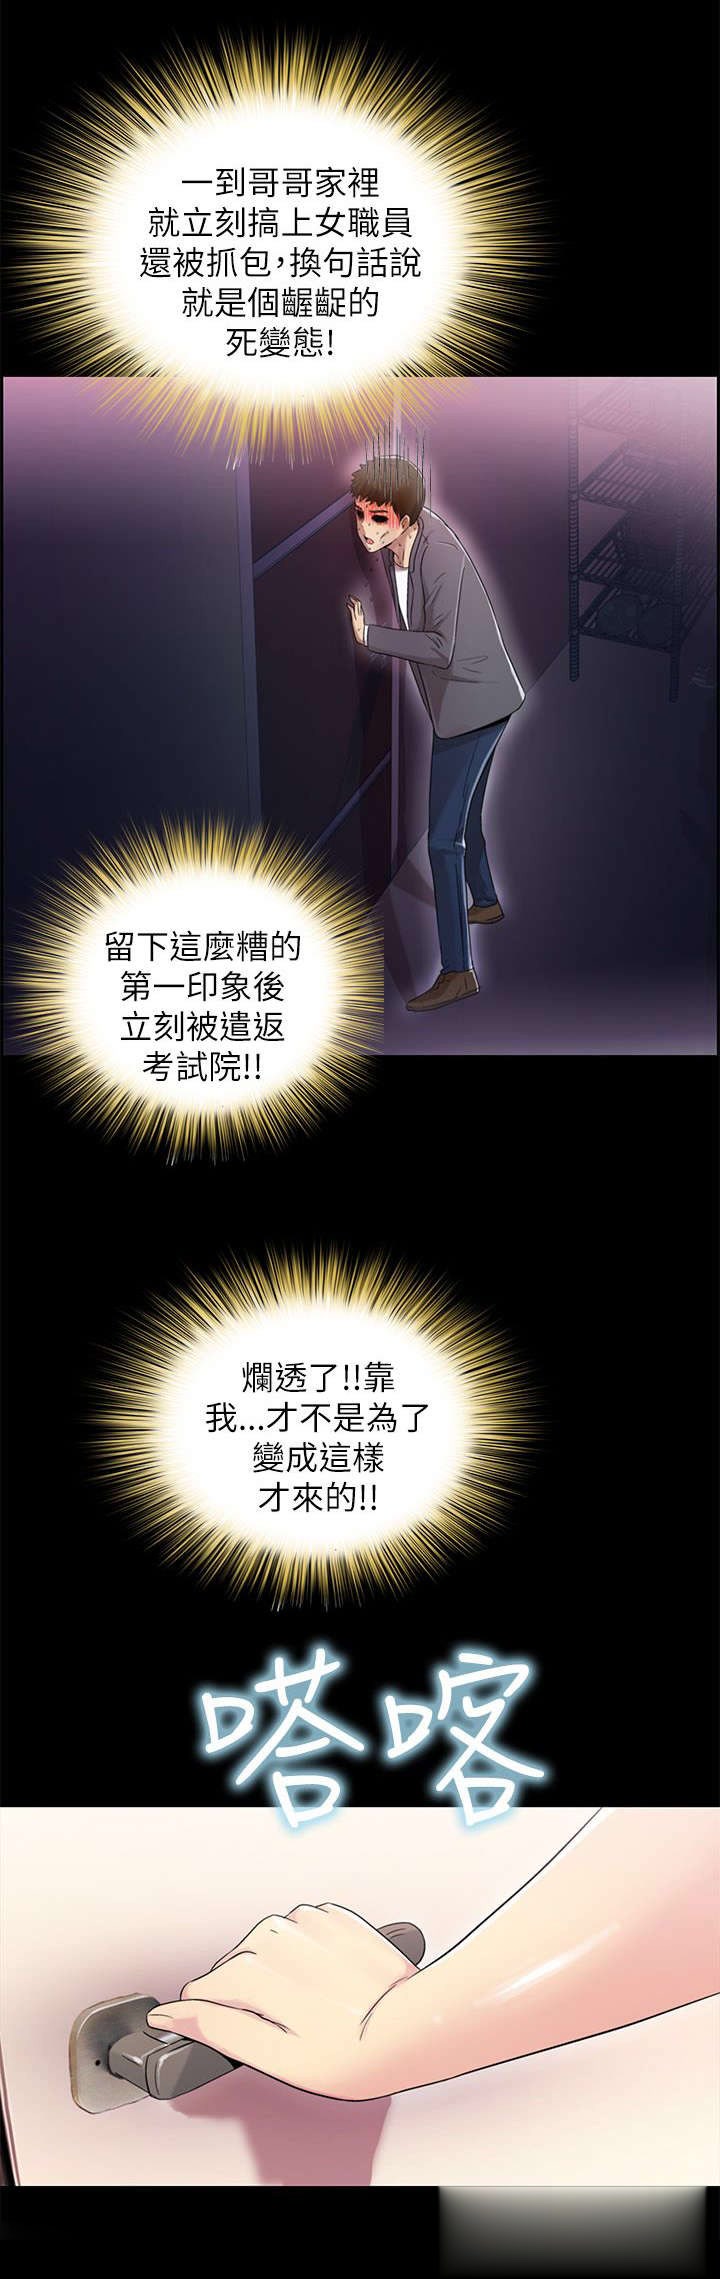 一到哥哥家裡
就立刻搞上女職員
還被抓包，換句話說
就是個齷齪的
死變態!
留下這麼糟的
第一印象後
立刻被遣返
考試院!!
爛透了!!靠
我...才不是為了
變成這樣
才來的!!
喀
嗒